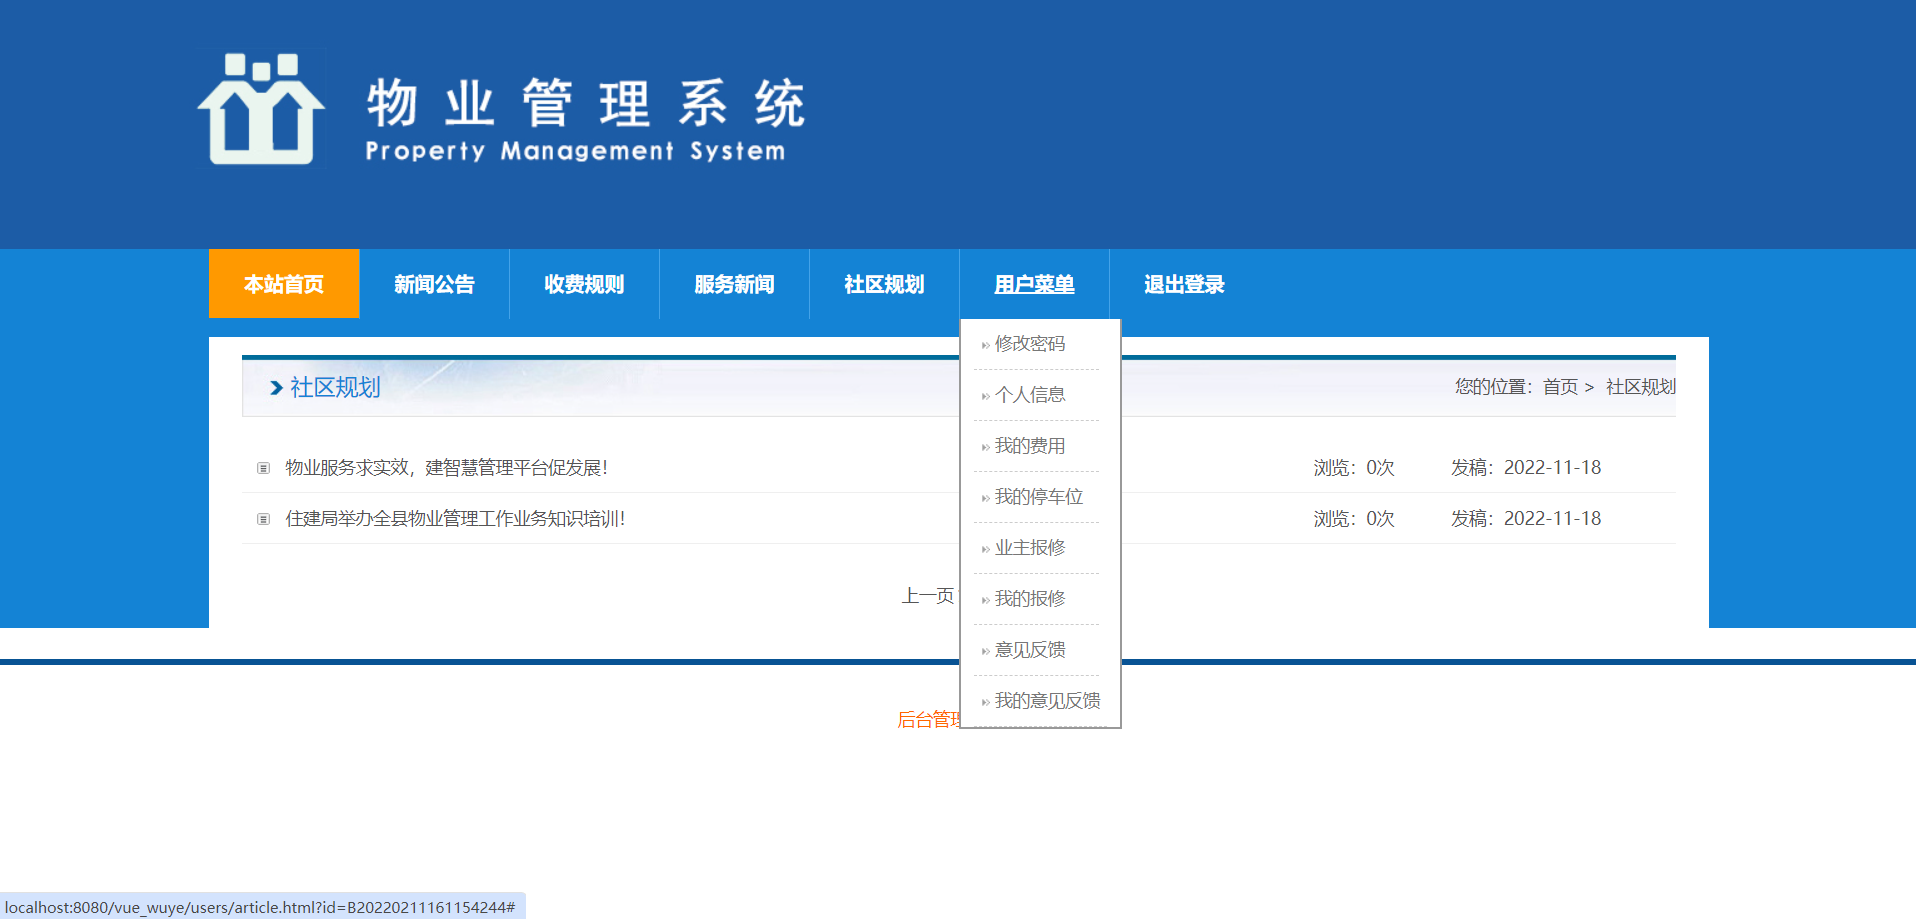 物业管理系统
Property Management System
本站首页 新闻公告 收费规则 服务新闻 社区规划 用户菜单 退出登录
修改密码
社区规划 您的位置：首页 > 社区规划
个人信息
我的费用
物业服务求实效，建智慧管理平台促发展！ 浏览：0次 发稿：2022-11-18
我的停车位
住建局举办全县物业管理工作业务知识培训！ 浏览：0次 发稿：2022-11-18
业主报修
上一页
我的报修
意见反馈
我的意见反馈
后台管理
localhost:8080/vue_wuye/users/article.html?id=B20220211161154244#